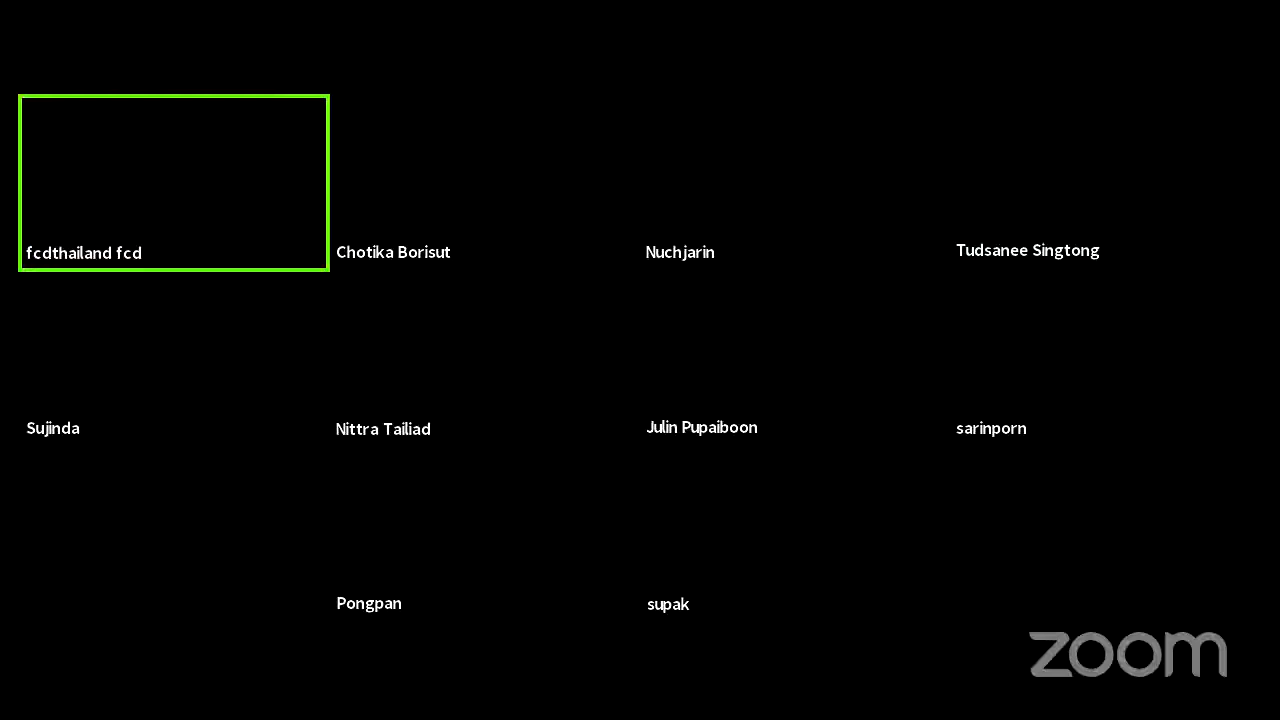 fcdthailand fcd
Chotika Borisut
Nuchjarin
Tudsanee Singtong
Sujinda
Nittra Tailiad
Julin Pupaiboon
sarinporn
Pongpan
supak
zoom